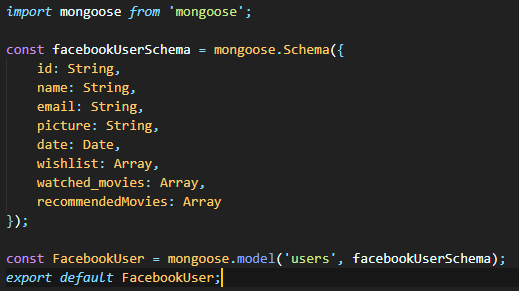 import mongoose from 'mongoose';
const facebookUserSchema = mongoose.Schema({
    id: String,
    name: String,
    email: String,
    picture: String,
    date: Date,
    wishlist: Array,
    watched_movies: Array,
    recommendedMovies: Array
});
const FacebookUser = mongoose.model('users', facebookUserSchema);
export default FacebookUser;